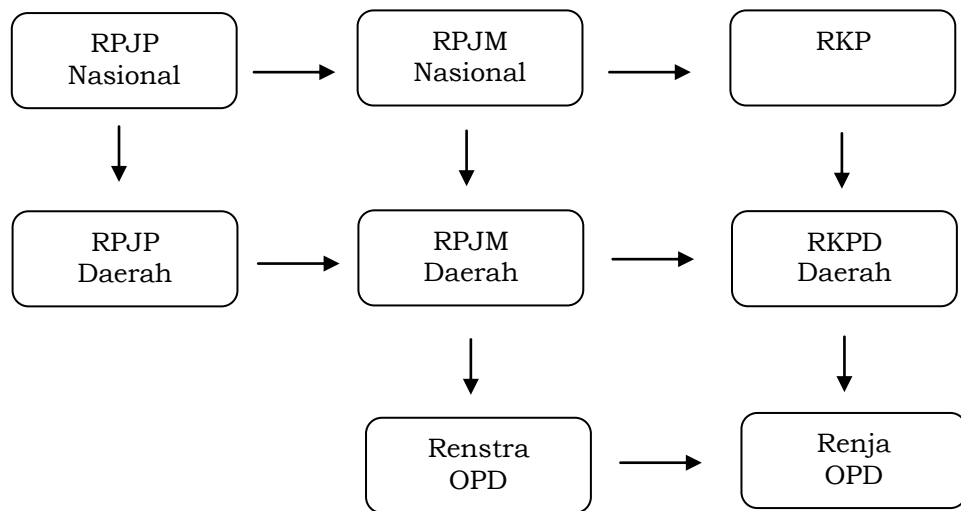 RPJP
Nasional
RPJM
Nasional
RKP
RPJP
Daerah
RPJM
Daerah
RKPD
Daerah
Renstra
OPD
Renja
OPD